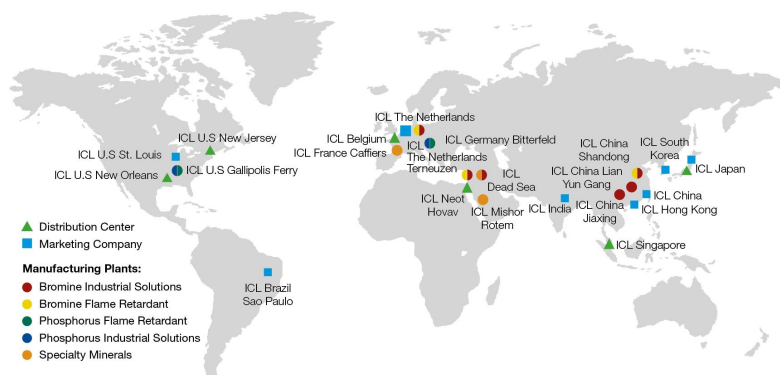 ICL U.S New Jersey
ICL U.S St. Louis
ICL U.S Gallipolis Ferry
ICL U.S New Orleans
ICL Brazil
Sao Paulo
ICL The Netherlands
ICL Belgium
ICL Germany Bitterfeld
ICL France Caffiers
ICL
The Netherlands
Terneuzen
ICL
Dead Sea
ICL Neot
Hovav
ICL Mishor
Rotem
ICL China
Shandong
ICL South
Korea
ICL Japan
ICL China Lian
Yun Gang
ICL India
ICL China
Jiaxing
ICL China
ICL Hong Kong
ICL Singapore
Distribution Center
Marketing Company
Manufacturing Plants:
Bromine Industrial Solutions
Bromine Flame Retardant
Phosphorus Flame Retardant
Phosphorus Industrial Solutions
Specialty Minerals